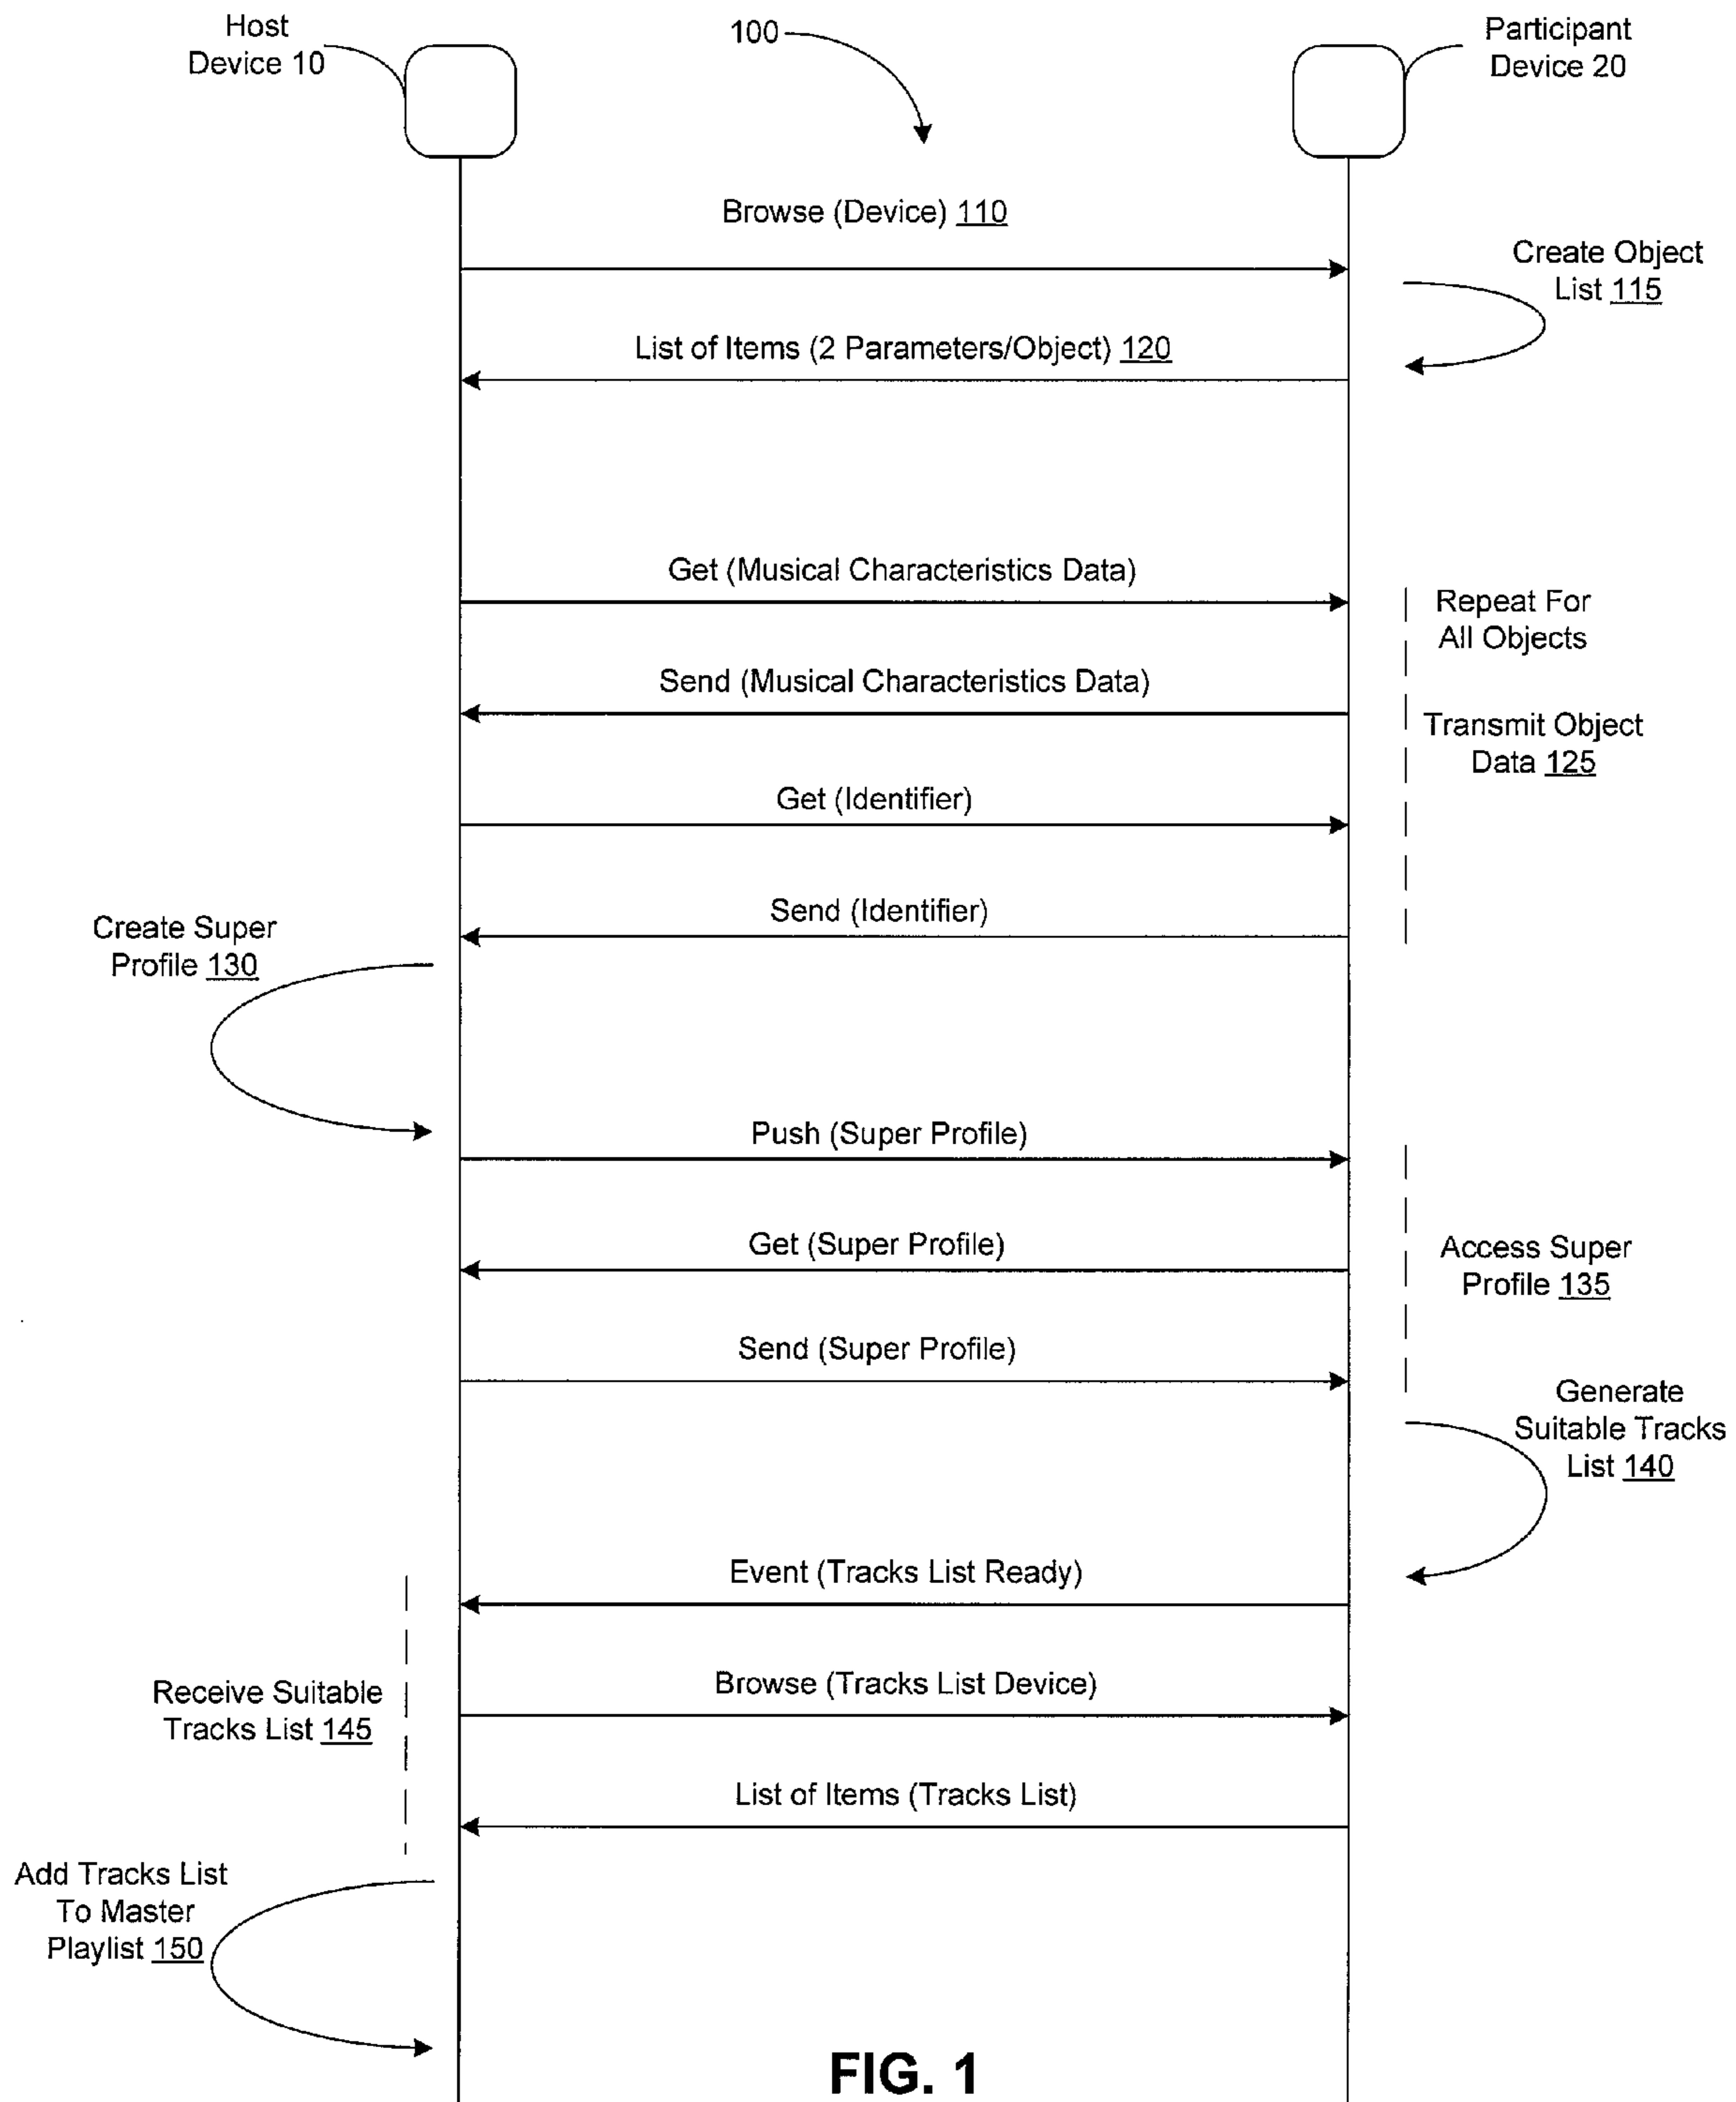 Host
Device 10
100
Participant
Device 20
Browse (Device) 110
Create Object
List 115
List of Items (2 Parameters/Object) 120
Get (Musical Characteristics Data)
Repeat For
All Objects
Send (Musical Characteristics Data)
Transmit Object
Data 125
Get (Identifier)
Send (Identifier)
Create Super
Profile 130
Push (Super Profile)
Get (Super Profile)
Access Super
Profile 135
Send (Super Profile)
Generate
Suitable Tracks
List 140
Event (Tracks List Ready)
Browse (Tracks List Device)
Receive Suitable
Tracks List 145
List of Items (Tracks List)
Add Tracks List
To Master
Playlist 150
FIG. 1